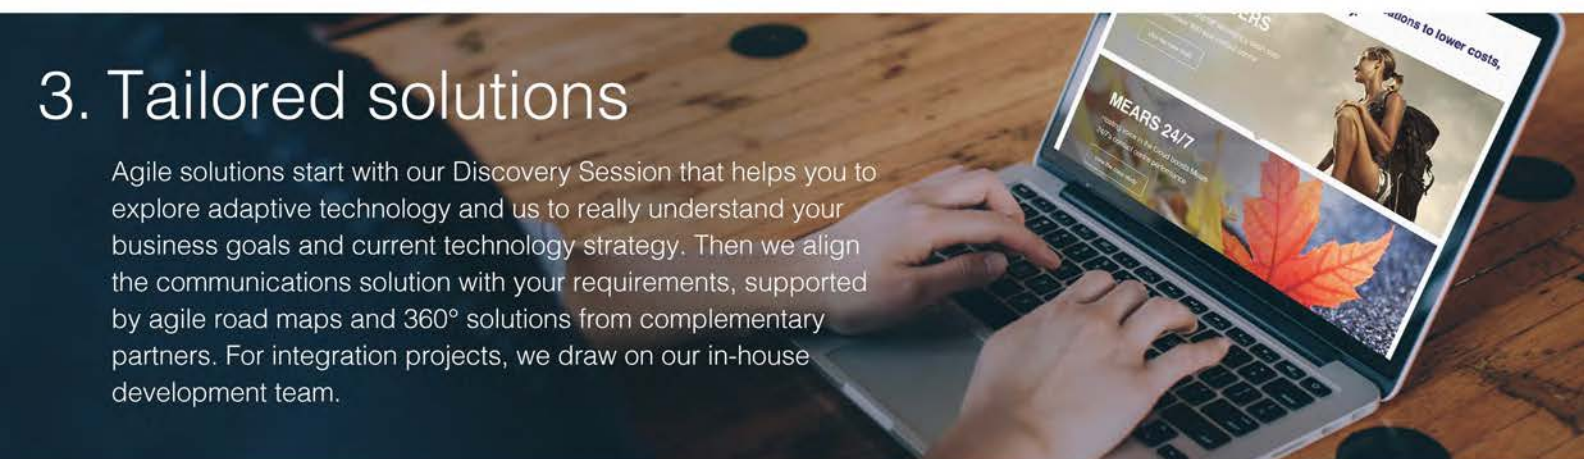 3. Tailored solutions
Agile solutions start with our Discovery Session that helps you to
explore adaptive technology and us to really understand your
business goals and current technology strategy. Then we align
the communications solution with your requirements, supported
by agile road maps and 360° solutions from complementary
partners. For integration projects, we draw on our in-house
development team.
to lower costs,
MEARS 24/7